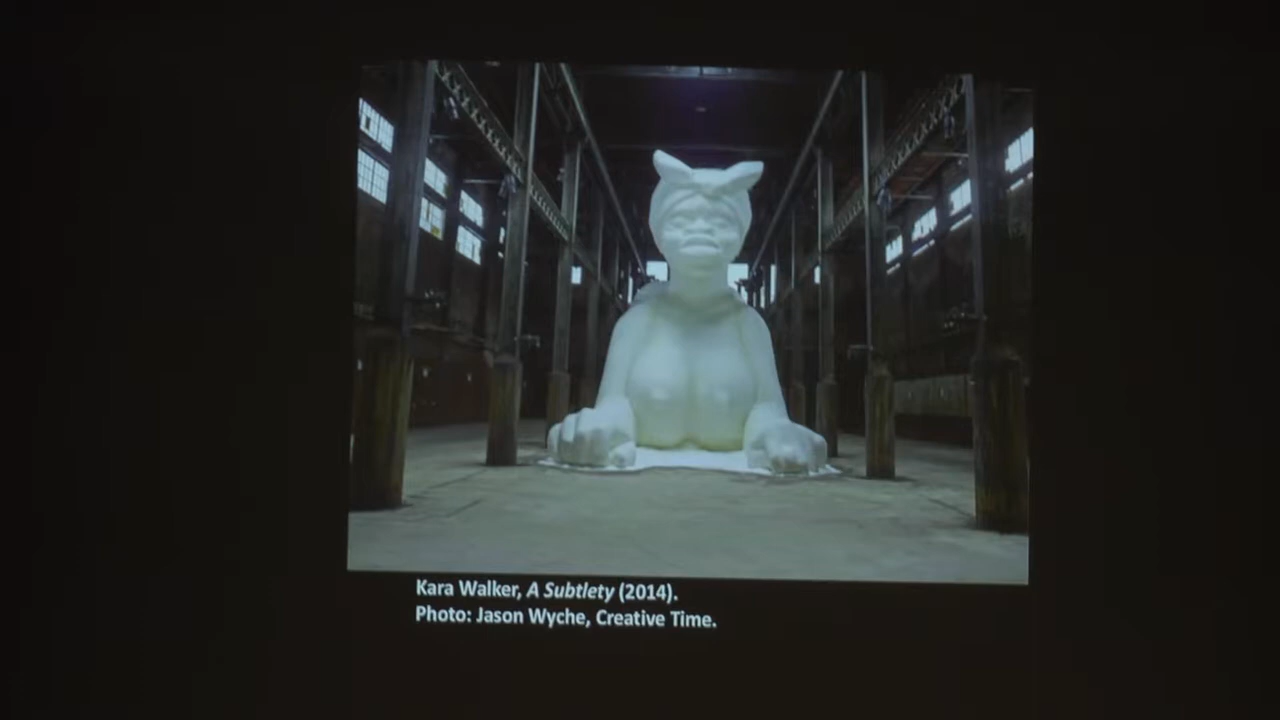 Kara Walker, A Subtlety (2014).
Photo: Jason Wyche, Creative Time.